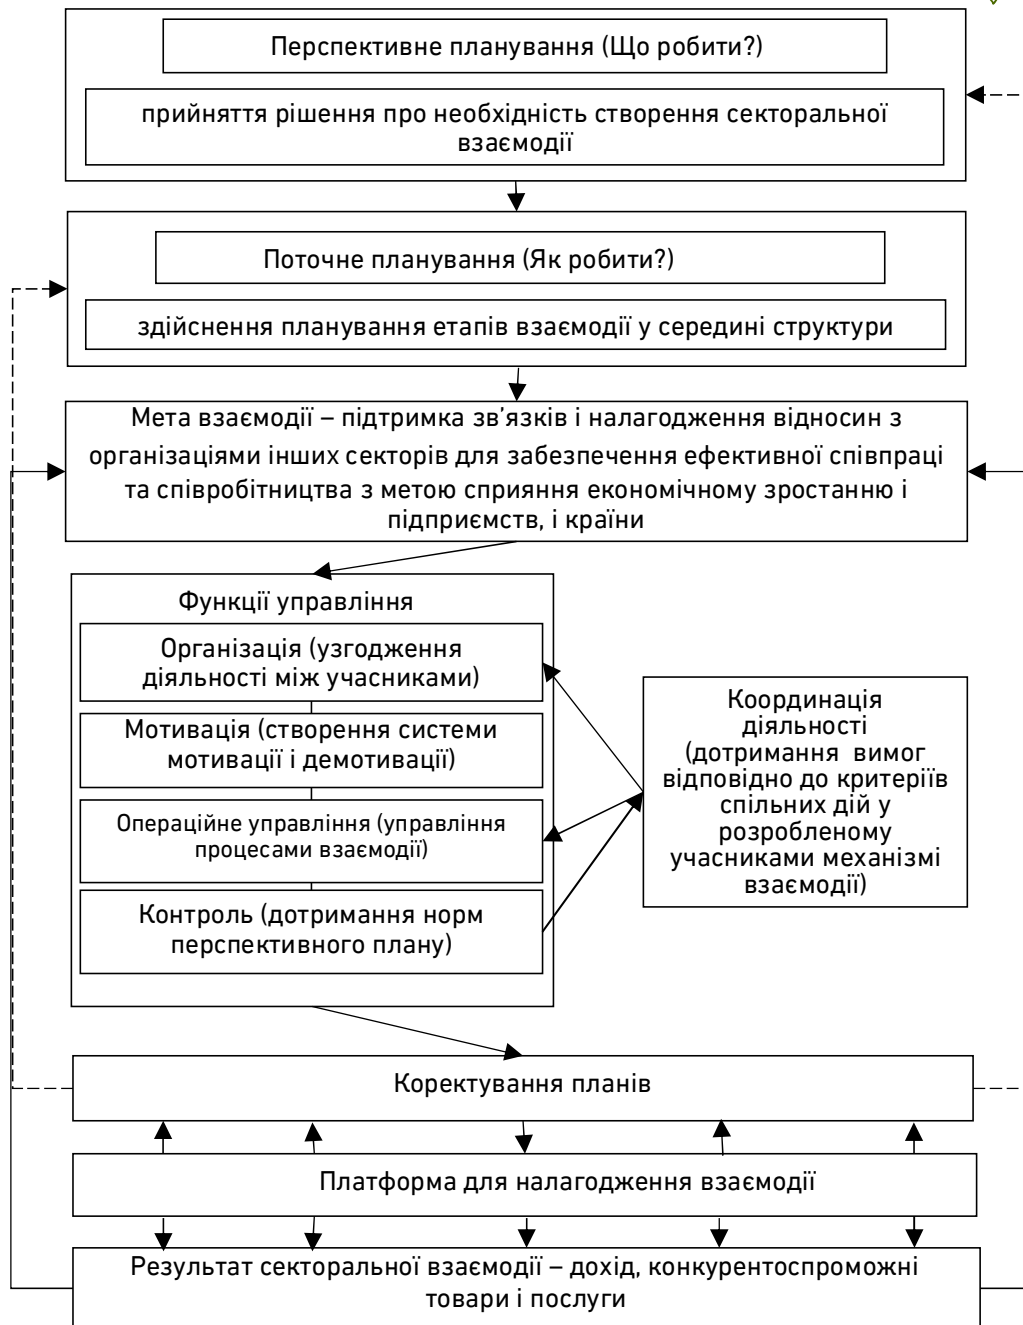 Перспективне планування (Що робити?)
прийняття рішення про необхідність створення секторальної
взаємодії
Поточне планування (Як робити?)
здійснення планування етапів взаємодії у середині структури
Мета взаємодії – підтримка зв’язків і налагодження відносин з
організаціями інших секторів для забезпечення ефективної співпраці
та співробітництва з метою сприяння економічному зростанню і
підприємств, і країни
Функції управління
Організація (узгодження
діяльності між учасниками)
Мотивація (створення системи
мотивації і демотивації)
Операційне управління (управління
процесами взаємодії)
Контроль (дотримання норм
перспективного плану)
Координація
діяльності
(дотримання вимог
відповідно до критеріїв
спільних дій у
розробленому
учасниками механізмі
взаємодії)
Коректування планів
Платформа для налагодження взаємодії
Результат секторальної взаємодії – дохід, конкурентоспроможні
товари і послуги